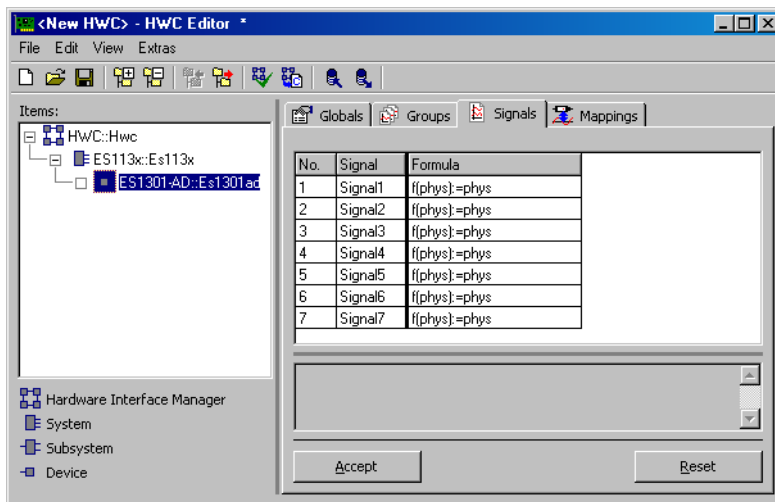 <New HWC> - HWC Editor *
File Edit View Extras
Items:
HWC::Hwc
ES113x::Es113x
ES1301-AD::Es1301ad
Hardware Interface Manager
System
Subsystem
Device
Globals Groups Signals Mappings
No. Signal Formula
1 Signal1 f(phys):=phys
2 Signal2 f(phys):=phys
3 Signal3 f(phys):=phys
4 Signal4 f(phys):=phys
5 Signal5 f(phys):=phys
6 Signal6 f(phys):=phys
7 Signal7 f(phys):=phys
Accept Reset